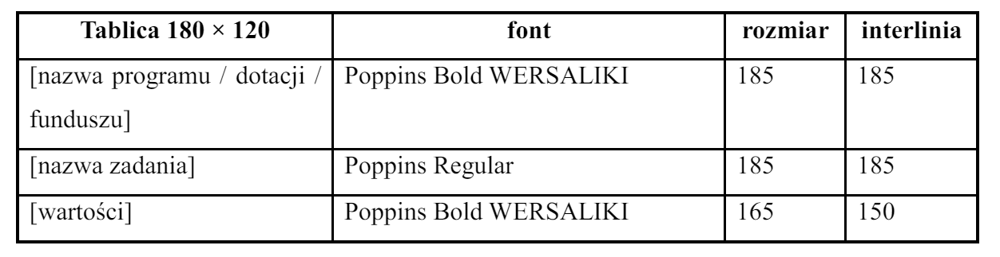 Tablica 180 × 120 font rozmiar interlinia
[nazwa programu / dotacji / Poppins Bold WERSALIKI 185 185
funduszu]
[nazwa zadania] Poppins Regular 185 185
[wartości] Poppins Bold WERSALIKI 165 150